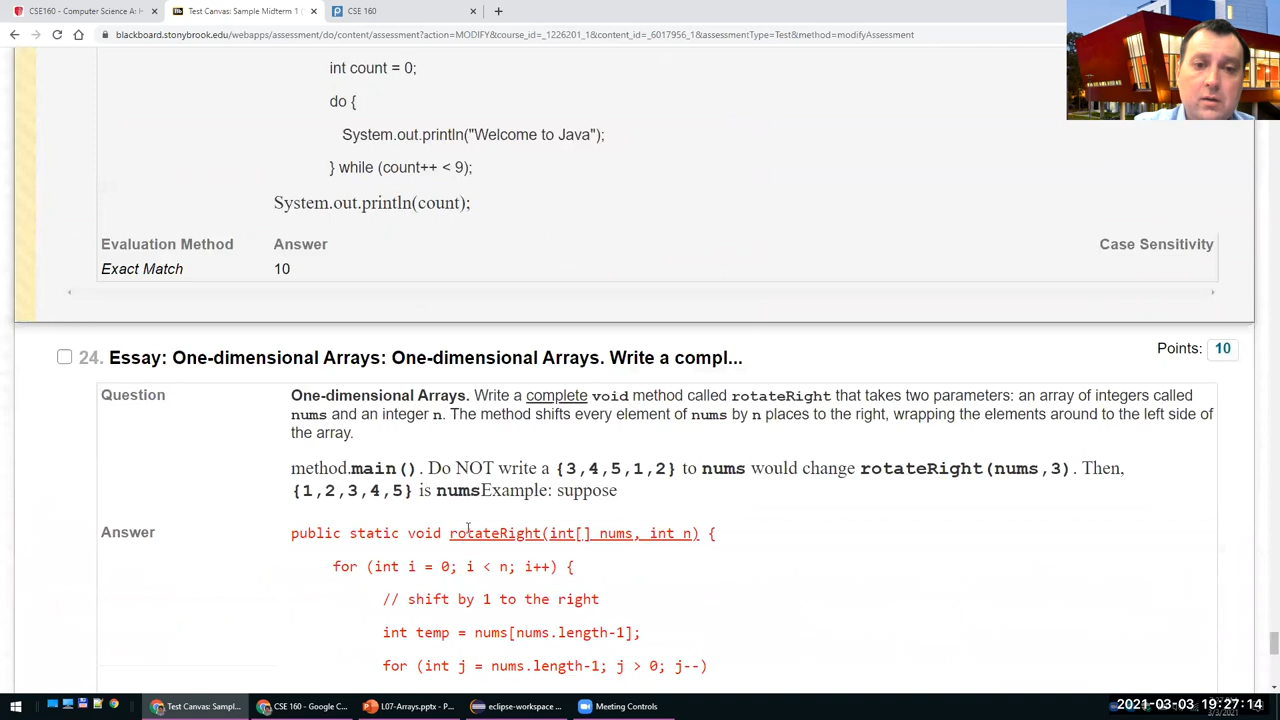 CSE160 - Computer Science A: H
Test Canvas: Sample Midterm 1 (
CSE 160
blackboard.stonybrook.edu/webapps/assessment/do/content/assessment?action=MODIFY&course_id=_1226201_1&content_id=_6017956_1&assessmentType=Test&method=modifyAssessment
int count = 0;
do {
System.out.println("Welcome to Java");
} while (count++ < 9);
System.out.println(count);
Evaluation Method Answer Case Sensitivity
Exact Match 10
24. Essay: One-dimensional Arrays: One-dimensional Arrays. Write a compl... Points: 10
Question One-dimensional Arrays. Write a complete void method called rotateRight that takes two parameters: an array of integers called
nums and an integer n. The method shifts every element of nums by n places to the right, wrapping the elements around to the left side of
the array.
method.main(). Do NOT write a {3,4,5,1,2} to nums would change rotateRight(nums,3). Then,
{1,2,3,4,5} is numsExample: suppose
Answer public static void rotateRight(int[] nums, int n) {
for (int i = 0; i < n; i++) {
// shift by 1 to the right
int temp = nums[nums.length-1];
for (int j = nums.length-1; j > 0; j--)
Test Canvas: Sampl...
CSE 160 - Google C...
L07-Arrays.pptx - P...
eclipse-workspace ...
Meeting Controls
2021-03-03 19:27:14